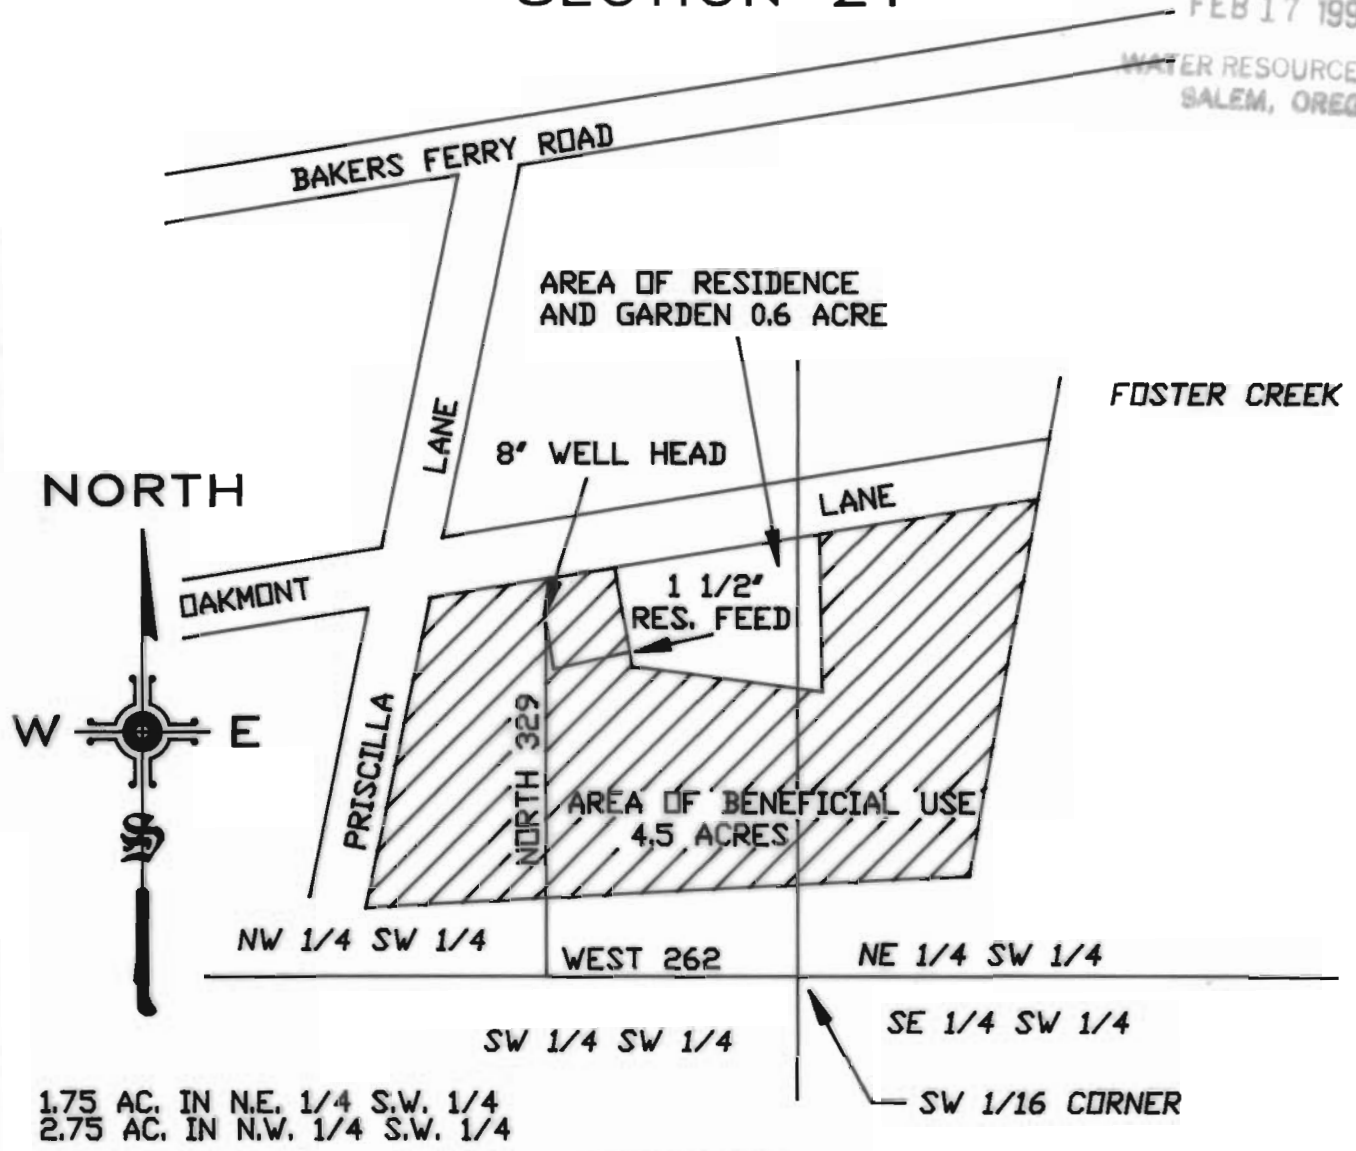 SECTION 21
FEB 17 199
WATER RESOURCE
SALEM, OREG
BAKERS FERRY ROAD
AREA OF RESIDENCE
AND GARDEN 0.6 ACRE
FOSTER CREEK
LANE
8" WELL HEAD
NORTH
LANE
OAKMONT
1 1/2"
RES. FEED
W E
PRISCILLA
NORTH 329
AREA OF BENEFICIAL USE
4.5 ACRES
NW 1/4 SW 1/4
WEST 262
NE 1/4 SW 1/4
SE 1/4 SW 1/4
SW 1/4 SW 1/4
SW 1/16 CORNER
1.75 AC. IN N.E. 1/4 S.W. 1/4
2.75 AC. IN N.W. 1/4 S.W. 1/4